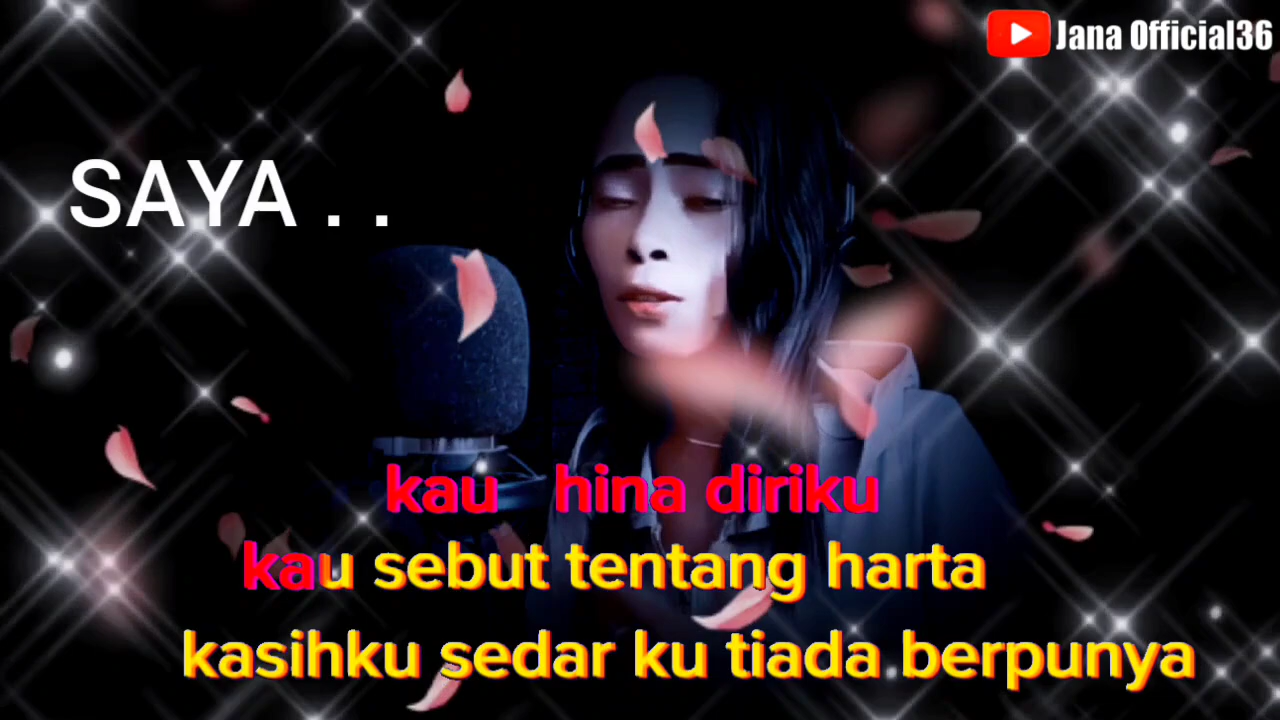 Jana Official36
SAYA . .
kau hina diriku
kau sebut tentang harta
kasihku sedar ku tiada berpunya